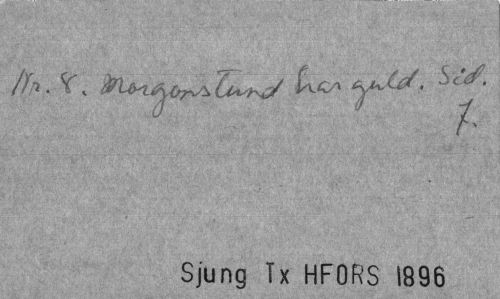 Nr. 8. Morgonstund har guld. Sid.
7.
Sjung Tx HFORS 1896